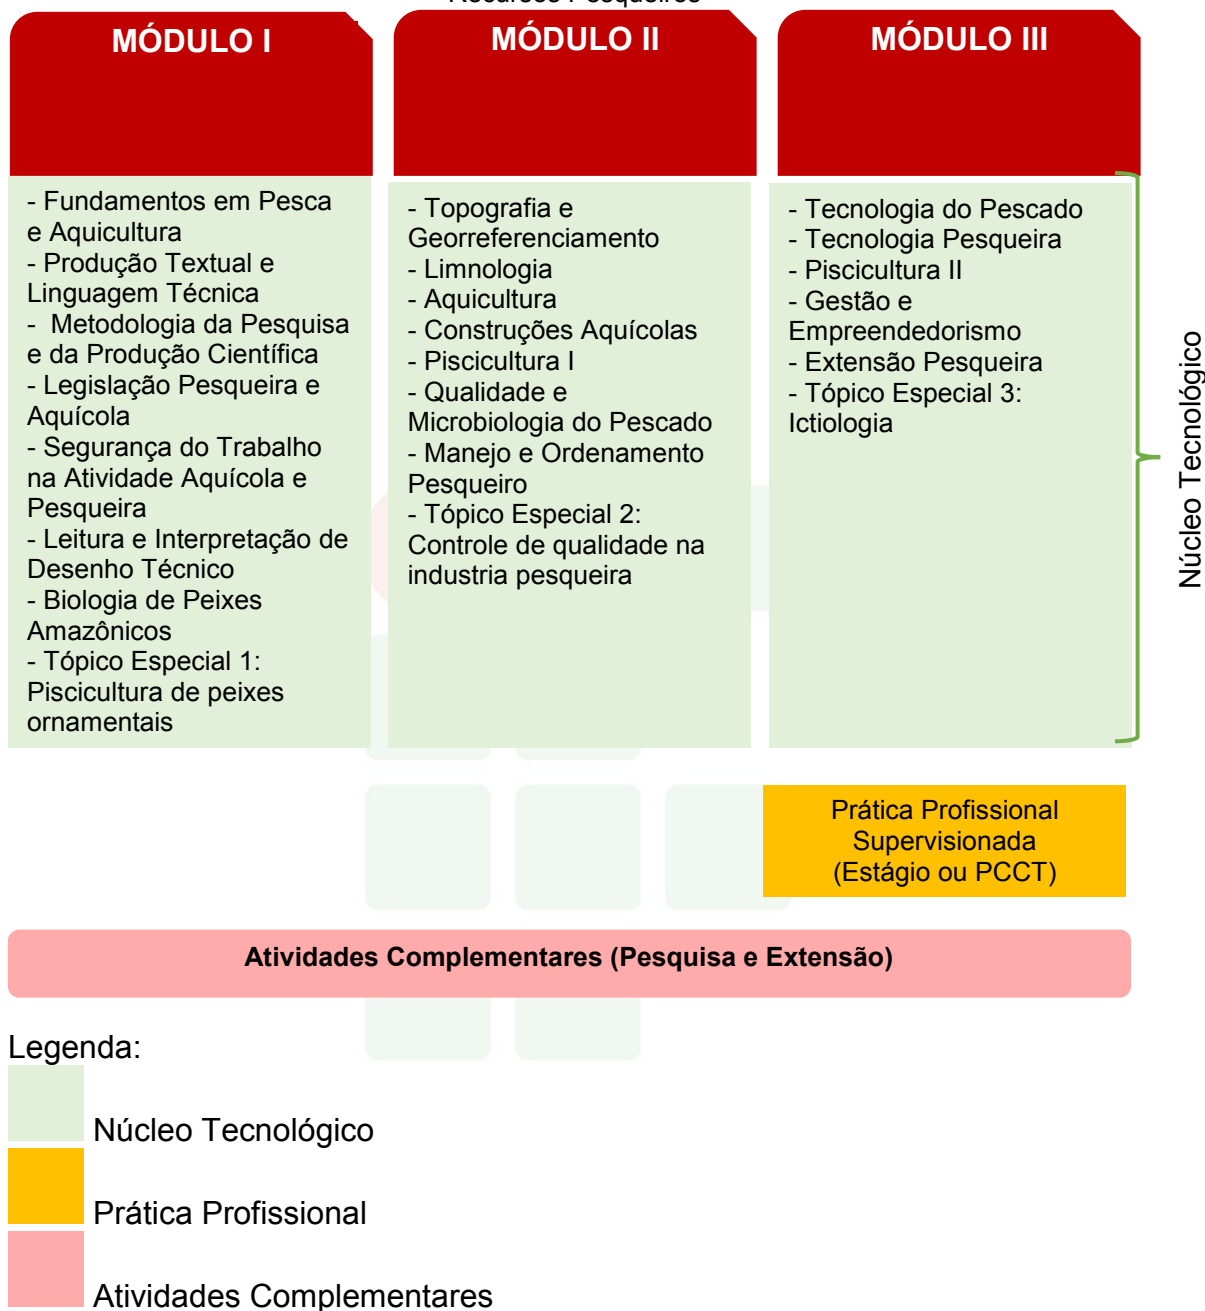 Recursos Pesqueiros
MÓDULO I
- Fundamentos em Pesca
e Aquicultura
- Produção Textual e
Linguagem Técnica
- Metodologia da Pesquisa
e da Produção Científica
- Legislação Pesqueira e
Aquícola
- Segurança do Trabalho
na Atividade Aquícola e
Pesqueira
- Leitura e Interpretação de
Desenho Técnico
- Biologia de Peixes
Amazônicos
- Tópico Especial 1:
Piscicultura de peixes
ornamentais
MÓDULO II
- Topografia e
Georreferenciamento
- Limnologia
- Aquicultura
- Construções Aquícolas
- Piscicultura I
- Qualidade e
Microbiologia do Pescado
- Manejo e Ordenamento
Pesqueiro
- Tópico Especial 2:
Controle de qualidade na
industria pesqueira
MÓDULO III
- Tecnologia do Pescado
- Tecnologia Pesqueira
- Piscicultura II
- Gestão e
Empreendedorismo
- Extensão Pesqueira
- Tópico Especial 3:
Ictiologia
Núcleo Tecnológico
Prática Profissional
Supervisionada
(Estágio ou PCCT)
Atividades Complementares (Pesquisa e Extensão)
Legenda:
Núcleo Tecnológico
Prática Profissional
Atividades Complementares